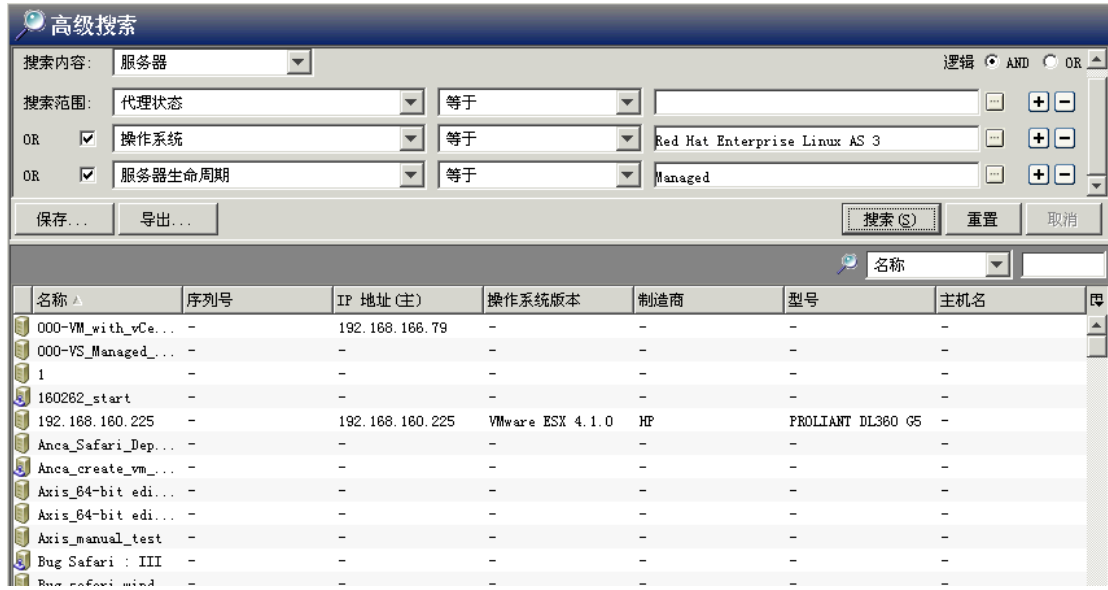 高级搜索
搜索内容: 服务器 逻辑 AND OR
搜索范围: 代理状态 等于
OR 操作系统 等于 Red Hat Enterprise Linux AS 3
OR 服务器生命周期 等于 Managed
保存... 导出... 搜索(S) 重置 取消
名称
名称 序列号 IP 地址(主) 操作系统版本 制造商 型号 主机名
000-VM_with_vCe... - 192.168.166.79 - - - -
000-VS_Managed_... - - - - - -
1 - - - - - -
160262_start - - - - - -
192.168.160.225 - 192.168.160.225 VMware ESX 4.1.0 HP PROLIANT DL360 G5 -
Anca_Safari_Dep... - - - - - -
Anca_create_vm_... - - - - - -
Axis_64-bit edi... - - - - - -
Axis_64-bit edi... - - - - - -
Axis_manual_test - - - - - -
Bug Safari : III - - - - - -
Bug safari mind - - - - - -